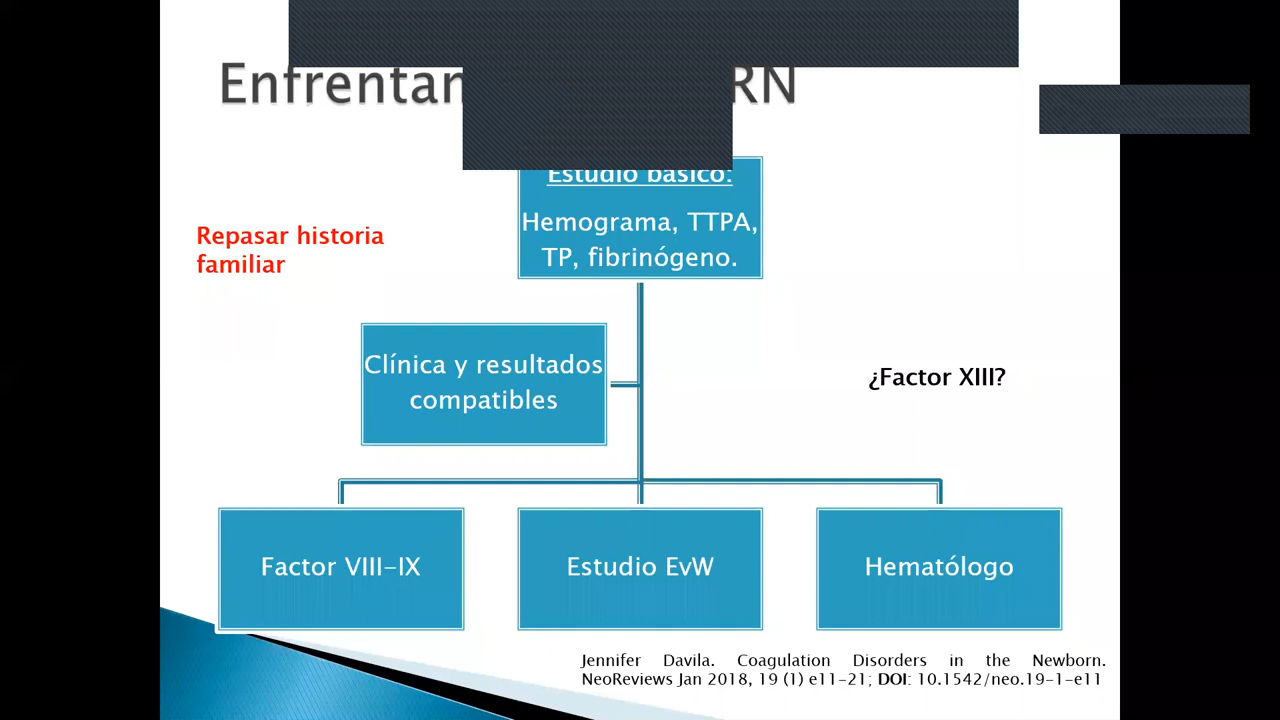 RN
Estudio básico:
Hemograma, TTPA,
TP, fibrinógeno.
Repasar historia
familiar
Clínica y resultados
compatibles
¿Factor XIII?
Factor VIII-IX
Estudio EvW
Hematólogo
Jennifer Davila. Coagulation Disorders in the Newborn.
NeoReviews Jan 2018, 19 (1) e11-21; DOI: 10.1542/neo.19-1-e11